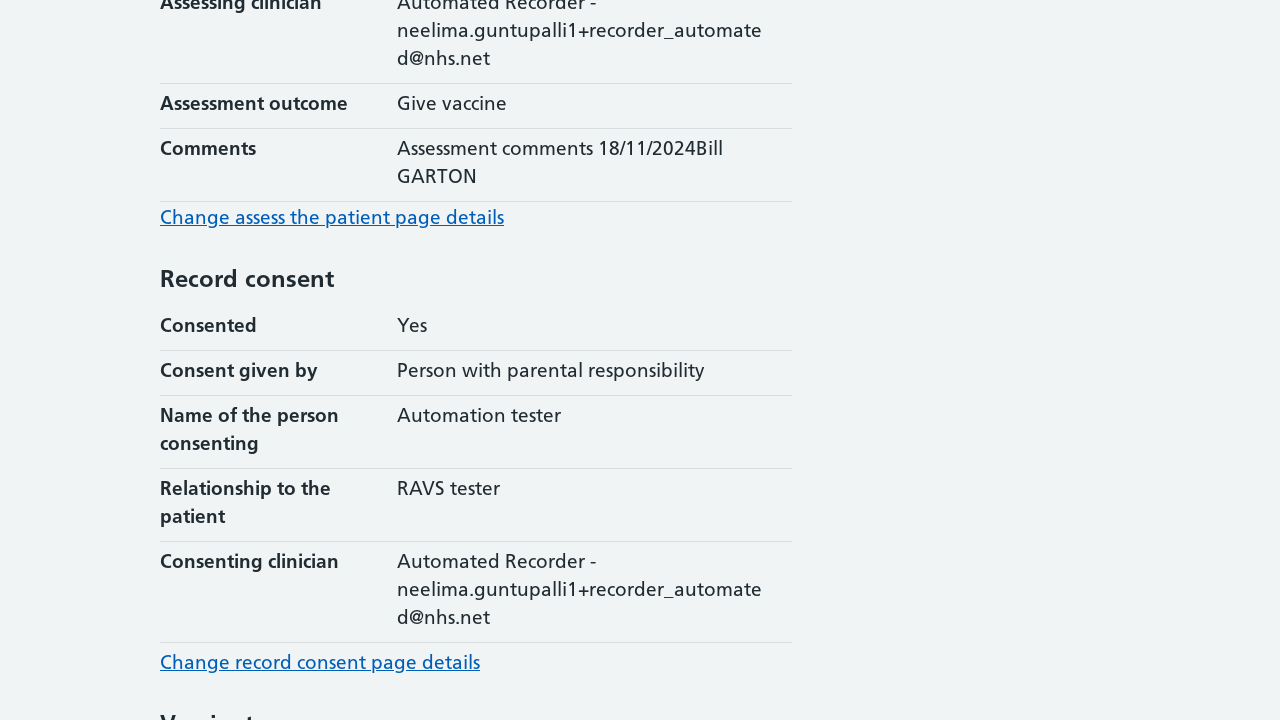 Assessing clinician
Automated Recorder -
neelima.guntupalli1+recorder_automate
d@nhs.net
Assessment outcome
Give vaccine
Comments
Assessment comments 18/11/2024Bill
GARTON
Change assess the patient page details
Record consent
Consented
Yes
Consent given by
Person with parental responsibility
Name of the person
consenting
Automation tester
Relationship to the
patient
RAVS tester
Consenting clinician
Automated Recorder -
neelima.guntupalli1+recorder_automate
d@nhs.net
Change record consent page details